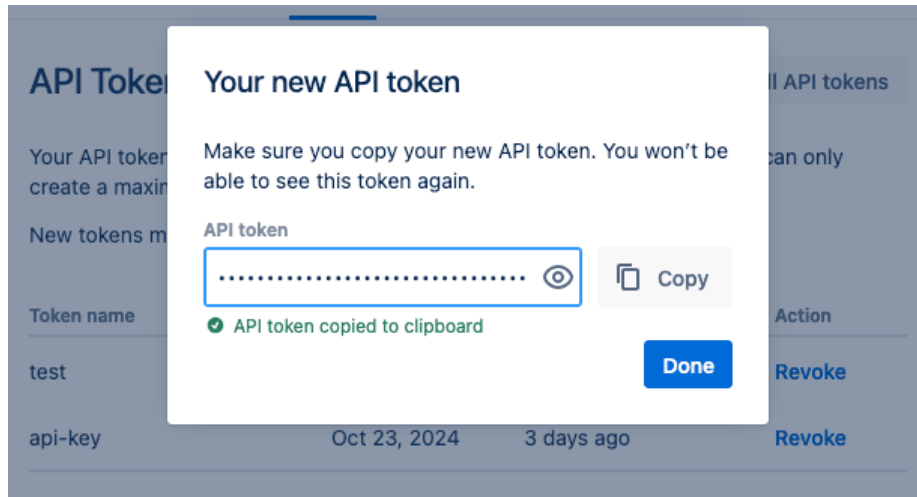 API Toke
ll API tokens
Your API token
can only
create a maxin
New tokens m
Your new API token
Make sure you copy your new API token. You won't be
able to see this token again.
API token
•••••••••••••••••••••••••••••••
Copy
API token copied to clipboard
Done
Token name
Action
test
Revoke
api-key
Oct 23, 2024
3 days ago
Revoke